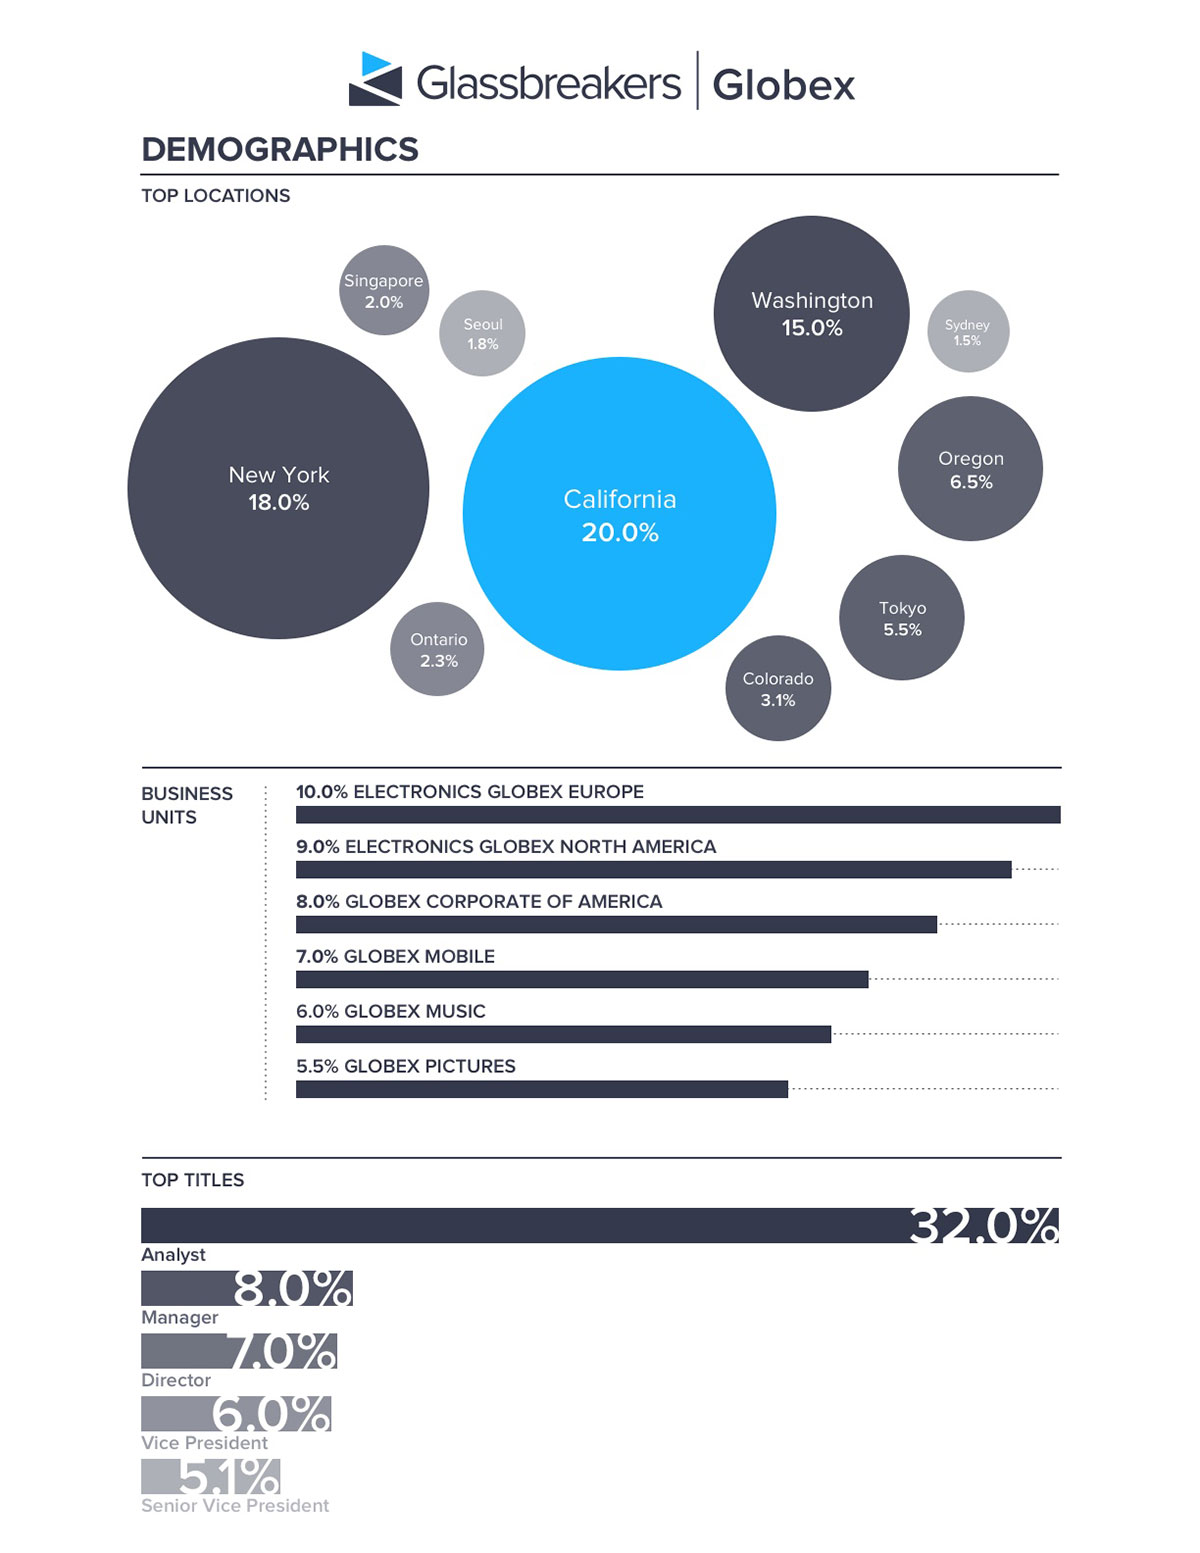 Glassbreakers | Globex
DEMOGRAPHICS
TOP LOCATIONS
Singapore
2.0%
Seoul
1.8%
Washington
15.0%
Sydney
1.5%
New York
18.0%
California
20.0%
Oregon
6.5%
Ontario
2.3%
Tokyo
5.5%
Colorado
3.1%
BUSINESS
UNITS
10.0% ELECTRONICS GLOBEX EUROPE
9.0% ELECTRONICS GLOBEX NORTH AMERICA
8.0% GLOBEX CORPORATE OF AMERICA
7.0% GLOBEX MOBILE
6.0% GLOBEX MUSIC
5.5% GLOBEX PICTURES
TOP TITLES
32.0%
Analyst
8.0%
Manager
7.0%
Director
6.0%
Vice President
5.1%
Senior Vice President